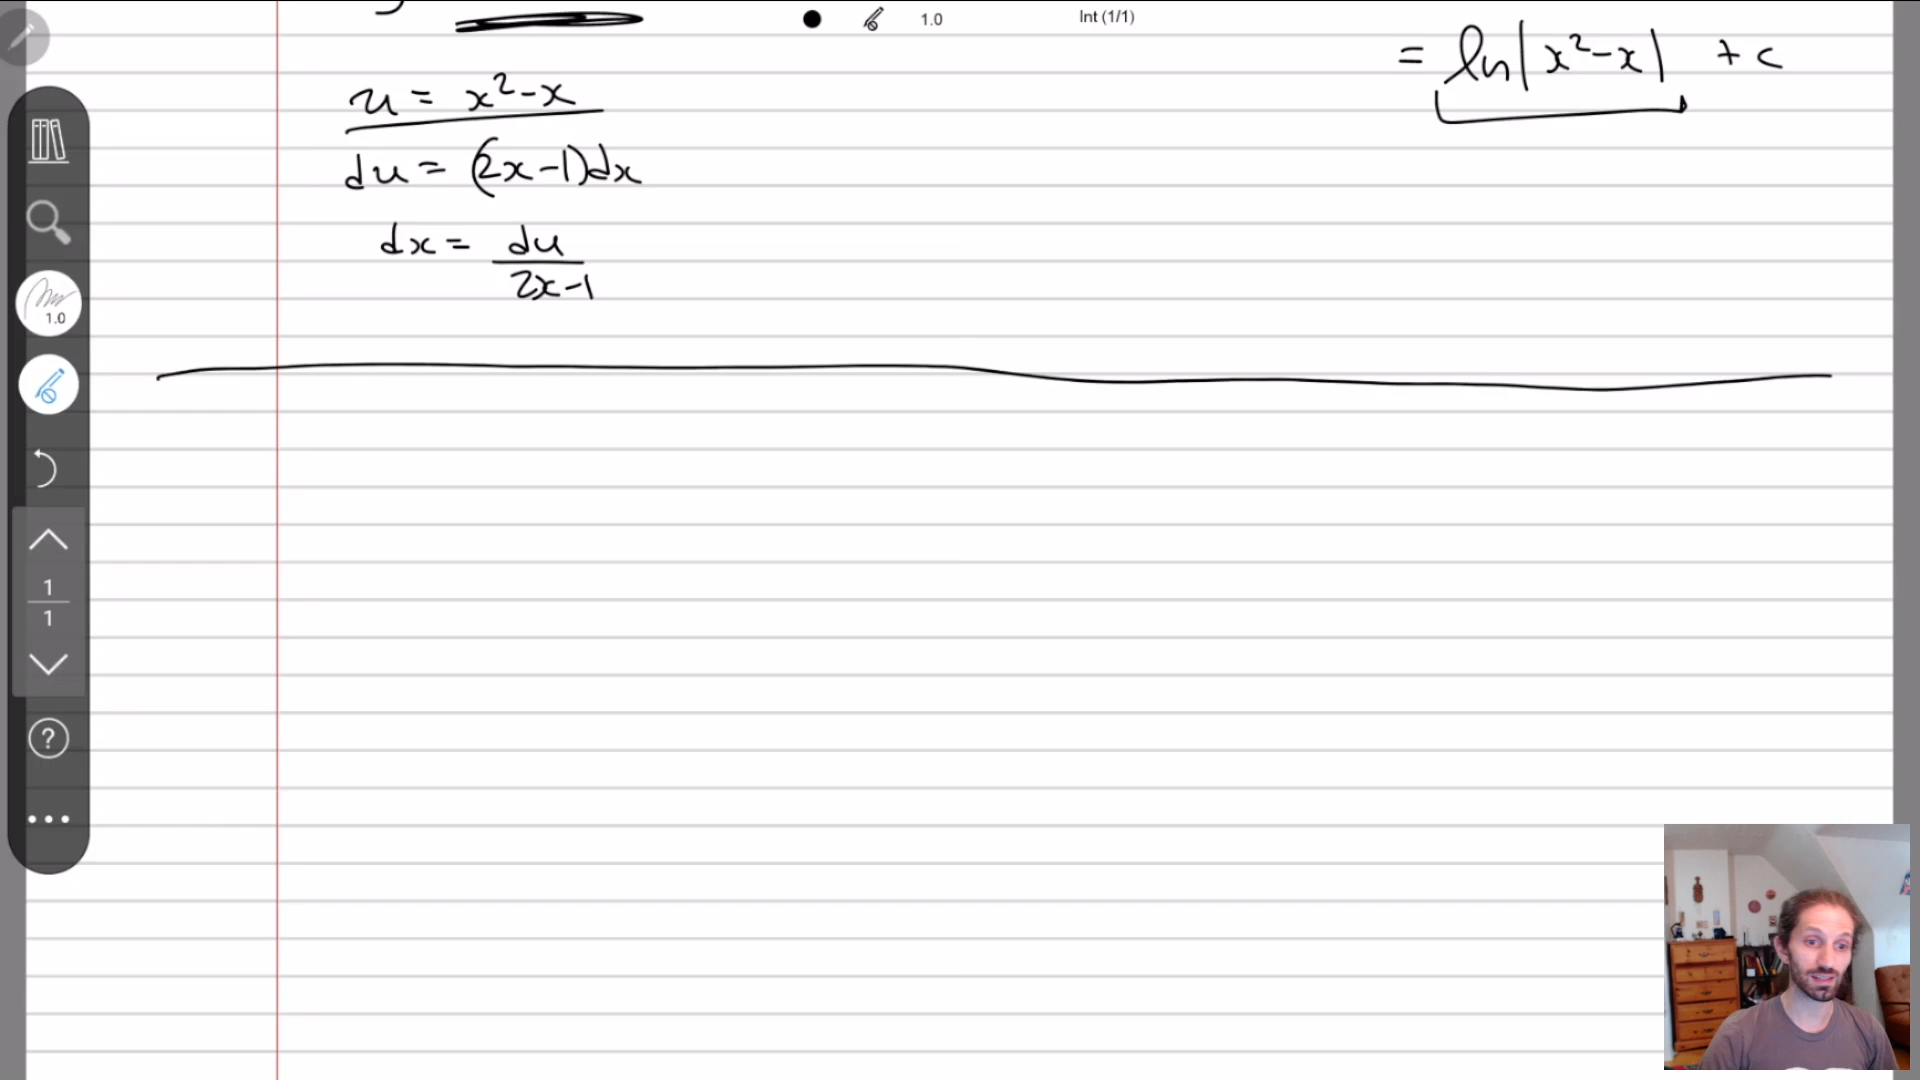 1.0
Int (1/1)
= ln|x²-x| + c
u = x²-x
du = (2x-1)dx
dx = du
2x-1
1.0
1
1
?